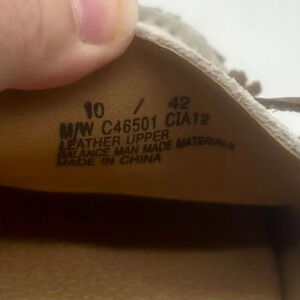 10 / 42
M/W C46501 CIA12
LEATHER UPPER
BALANCE MAN MADE MATERIALS
MADE IN CHINA